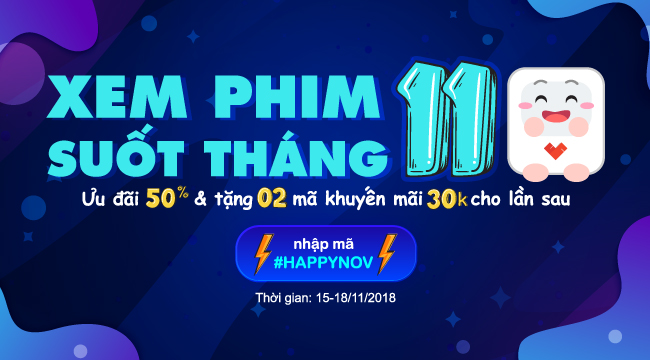 XEM PHIM 11
SUỐT THÁNG
Ưu đãi 50% & tặng 02 mã khuyến mãi 30k cho lần sau
nhập mã
#HAPPYNOV
Thời gian: 15-18/11/2018